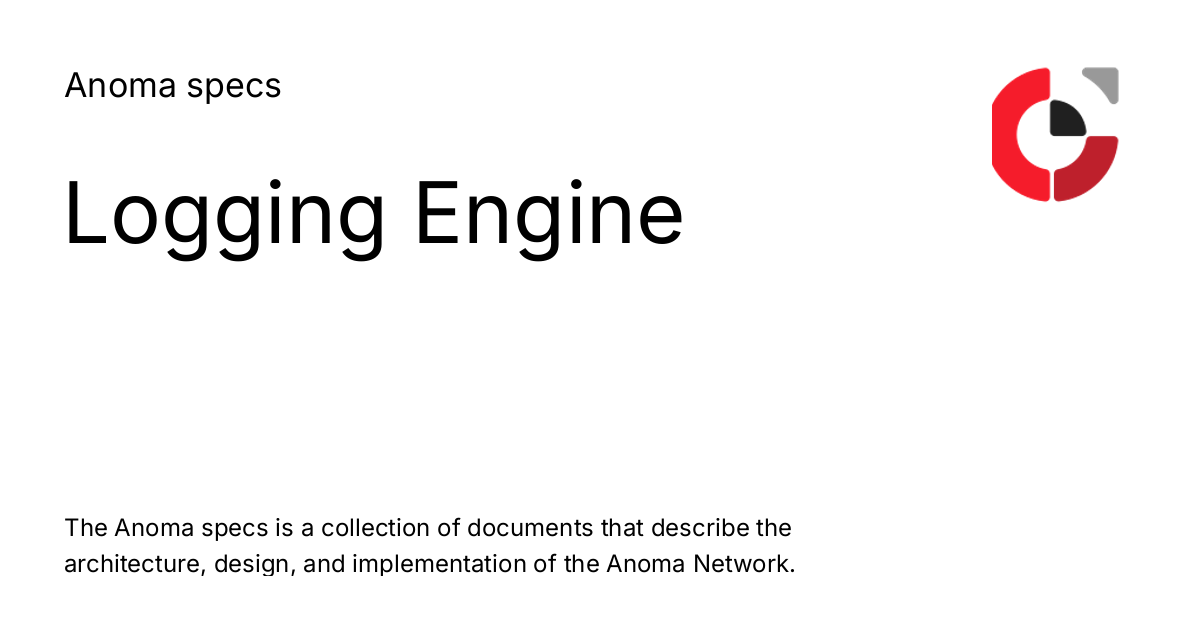 Anoma specs
Logging Engine
The Anoma specs is a collection of documents that describe the
architecture, design, and implementation of the Anoma Network.